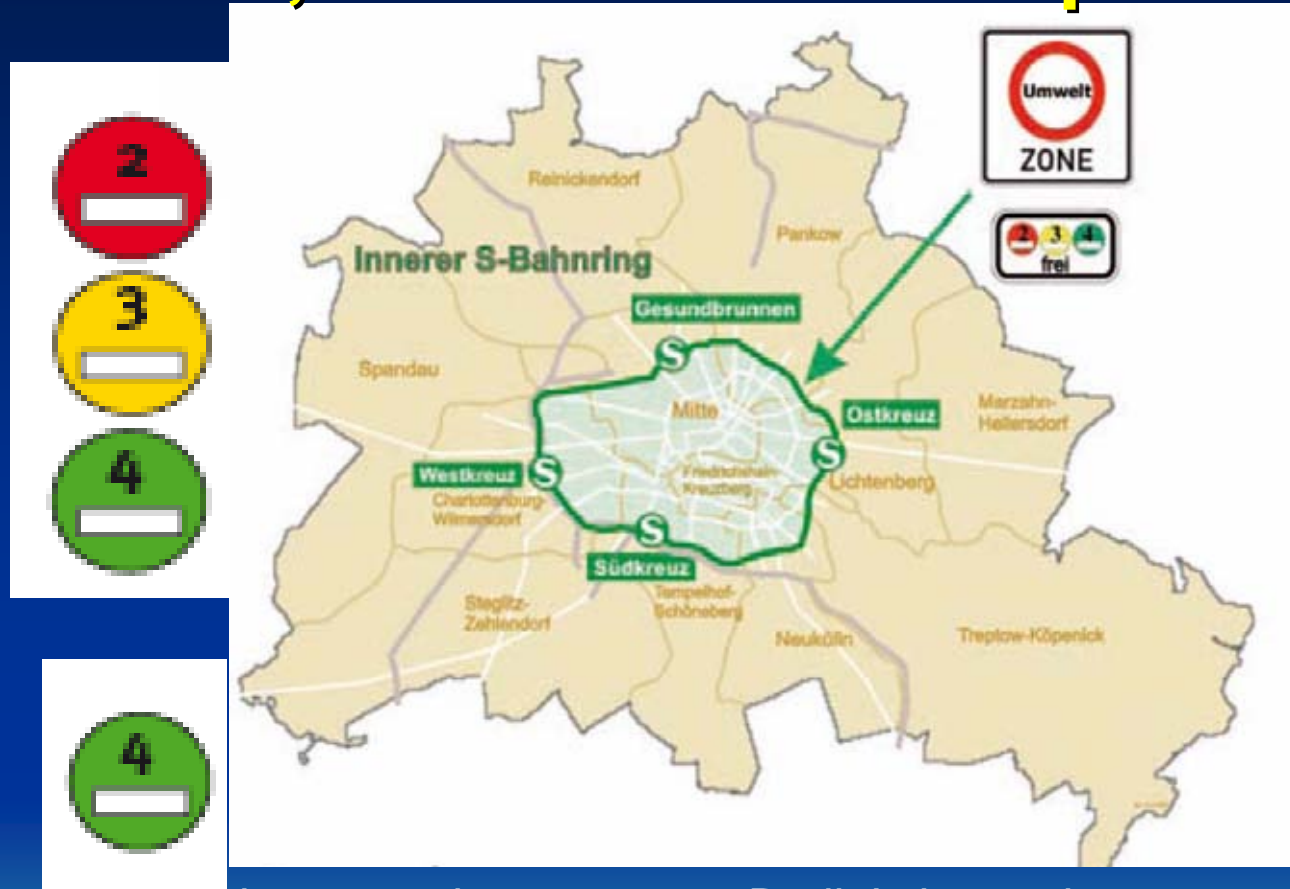 2
3
4
4
Umwelt
ZONE
2 3 4
frei
Reinickendorf
Pankow
Innerer S-Bahnring
Gesundbrunnen
S
Spandau
Mitte
Ostkreuz
Marzahn-
Hellersdorf
S
Westkreuz
S
Friedrichshain-
Kreuzberg
Lichtenberg
Charlottenburg-
Wilmersdorf
S
Südkreuz
Steglitz-
Zehlendorf
Tempelhof-
Schöneberg
Neukölln
Treptow-Köpenick